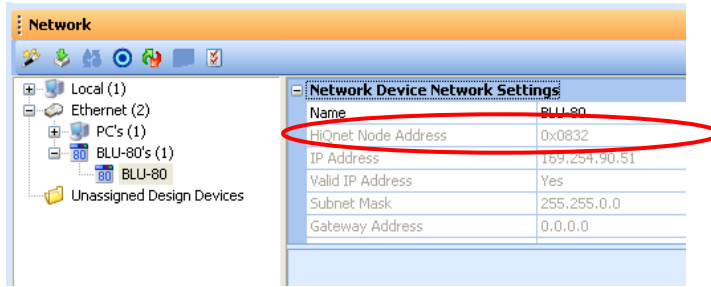 Network
Local (1)
Ethernet (2)
PC's (1)
BLU-80's (1)
80 BLU-80
Unassigned Design Devices
Network Device Network Settings
Name BLU-80
HiQnet Node Address 0x0832
IP Address 169.254.90.51
Valid IP Address Yes
Subnet Mask 255.255.0.0
Gateway Address 0.0.0.0